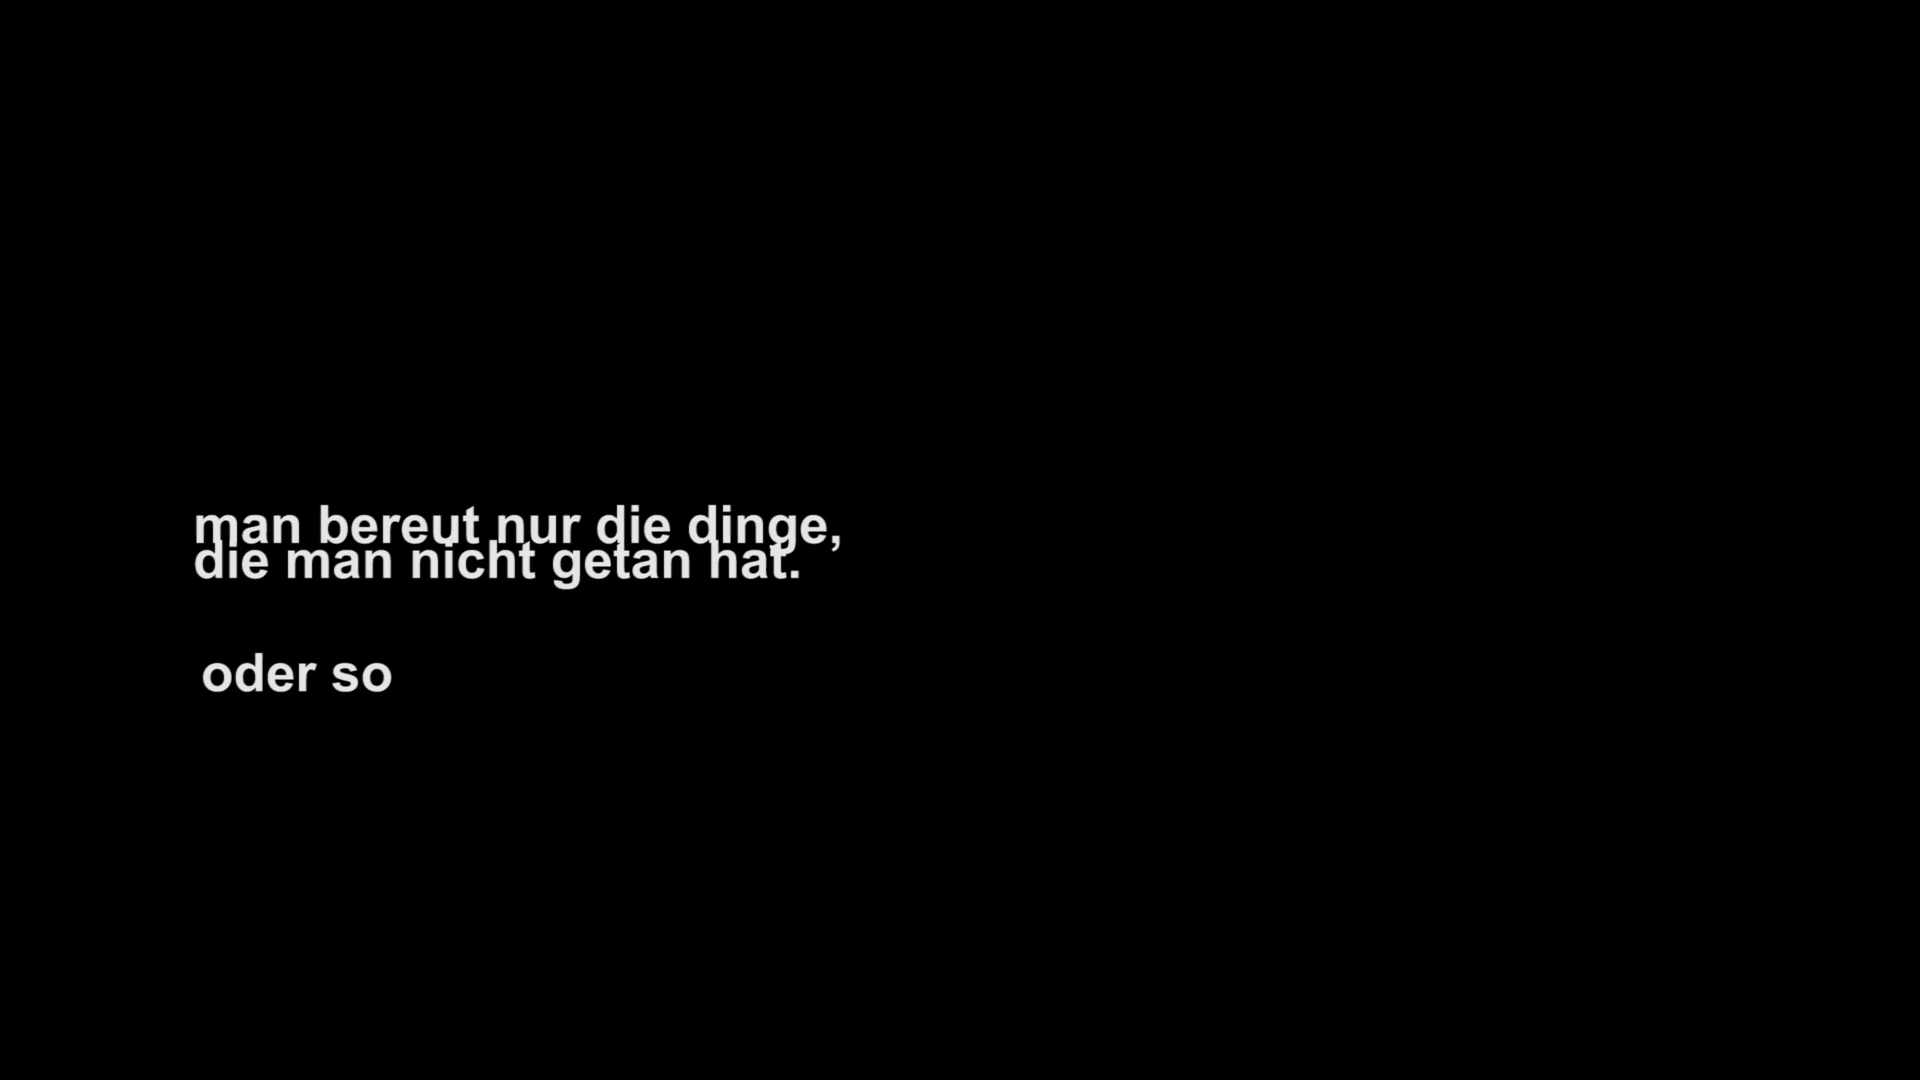 man bereut nur die dinge,
die man nicht getan hat.
oder so